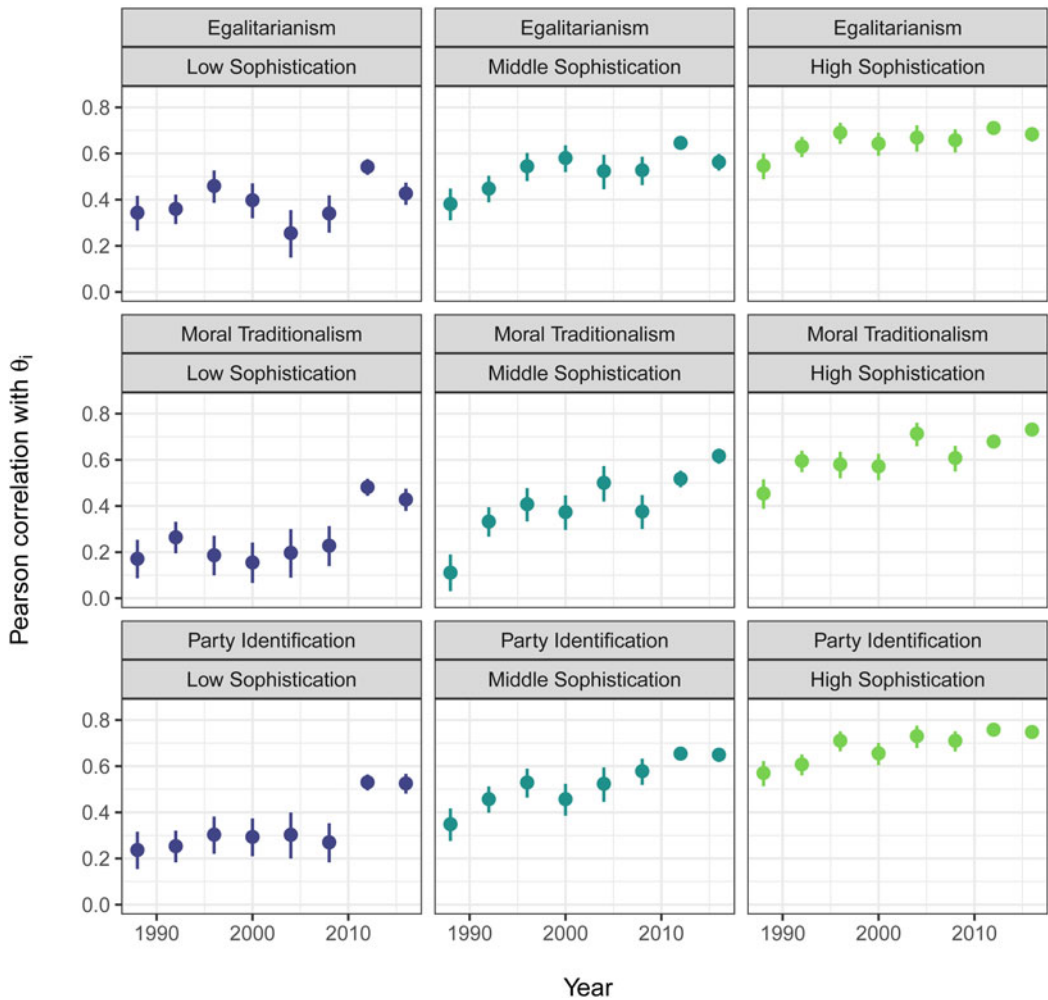 Egalitarianism Egalitarianism Egalitarianism
Low Sophistication Middle Sophistication High Sophistication
0.8
0.6
0.4
0.2
0.0
Moral Traditionalism Moral Traditionalism Moral Traditionalism
Low Sophistication Middle Sophistication High Sophistication
0.8
0.6
0.4
0.2
0.0
Party Identification Party Identification Party Identification
Low Sophistication Middle Sophistication High Sophistication
0.8
0.6
0.4
0.2
0.0
1990 2000 2010 1990 2000 2010 1990 2000 2010
Year
Pearson correlation with θi